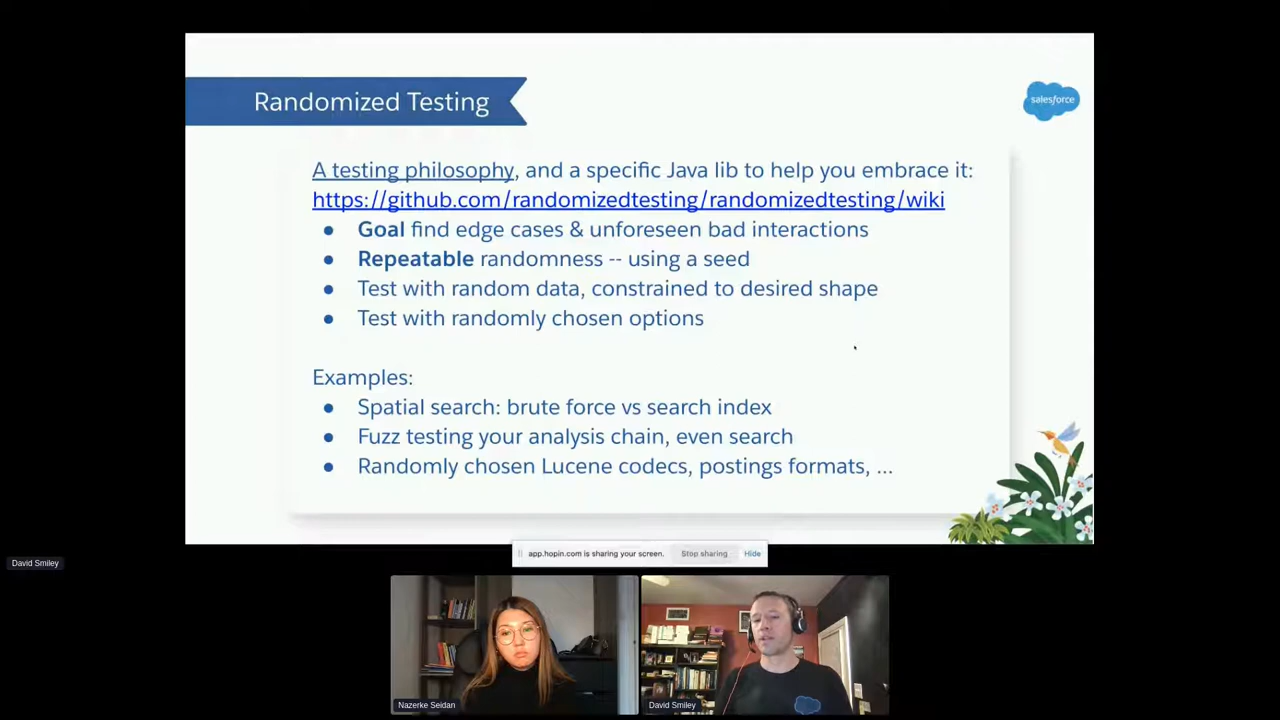 Randomized Testing
salesforce
A testing philosophy, and a specific Java lib to help you embrace it:
https://github.com/randomizedtesting/randomizedtesting/wiki
● Goal find edge cases & unforeseen bad interactions
● Repeatable randomness -- using a seed
● Test with random data, constrained to desired shape
● Test with randomly chosen options
Examples:
● Spatial search: brute force vs search index
● Fuzz testing your analysis chain, even search
● Randomly chosen Lucene codecs, postings formats, ...
app.hopin.com is sharing your screen. Stop sharing Hide
David Smiley
Nazerke Seidan
David Smiley